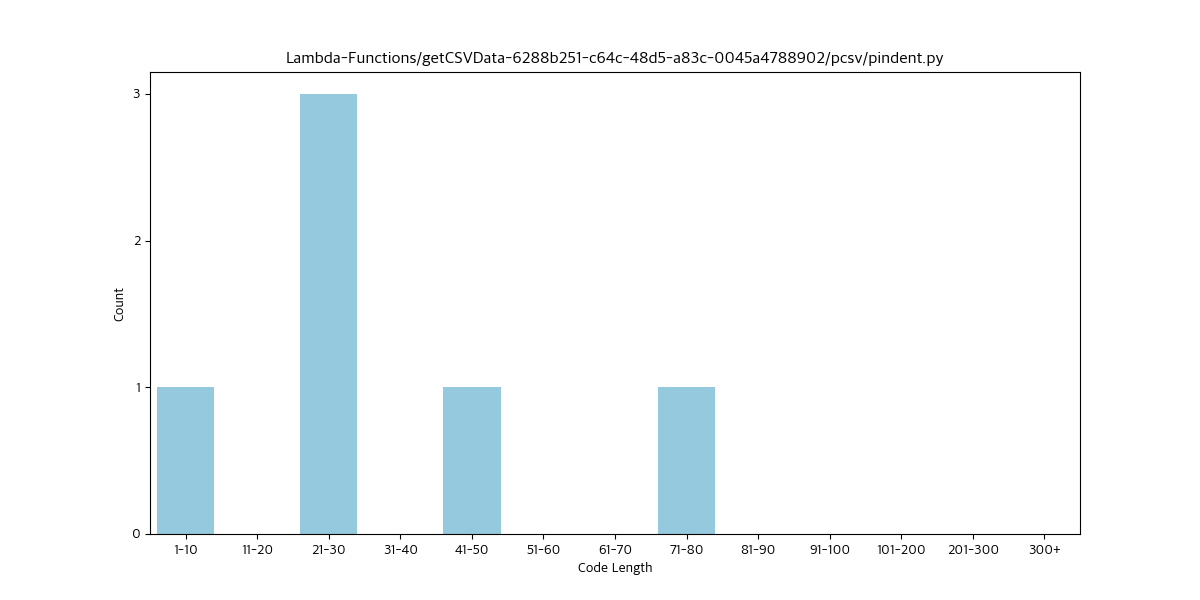 Lambda-Functions/getCSVData-6288b251-c64c-48d5-a83c-0045a4788902/pcsv/pindent.py
3
2
1
0
Count
1-10 11-20 21-30 31-40 41-50 51-60 61-70 71-80 81-90 91-100 101-200 201-300 300+
Code Length